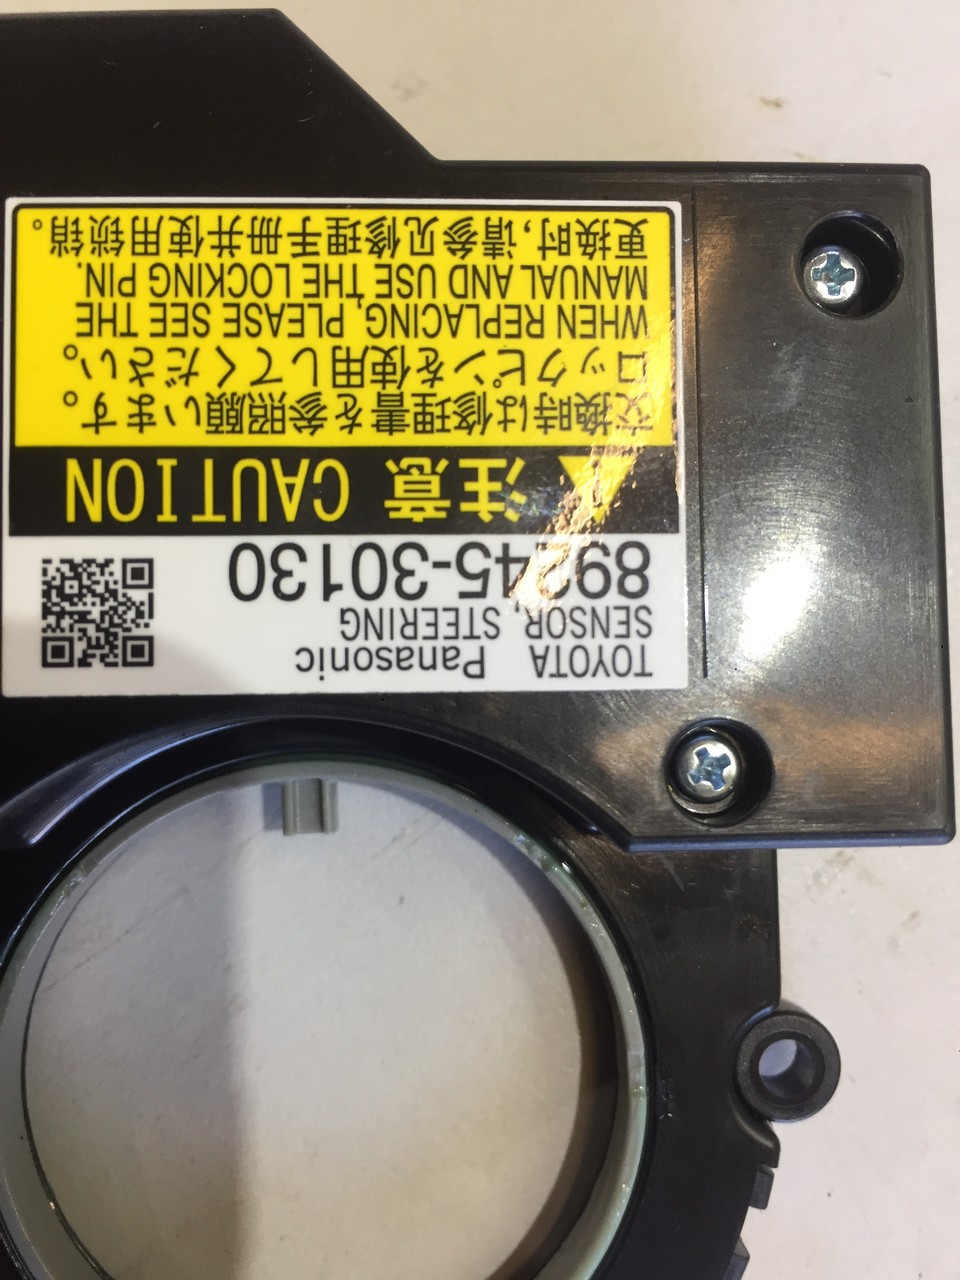 TOYOTA Panasonic
SENSOR, STEERING
89245-30130
注意 CAUTION
交換時は修理書を参照願います。
ロックピンを使用してください。
WHEN REPLACING, PLEASE SEE THE
MANUAL AND USE THE LOCKING PIN.
更换时,请参见修理手册并使用锁销。